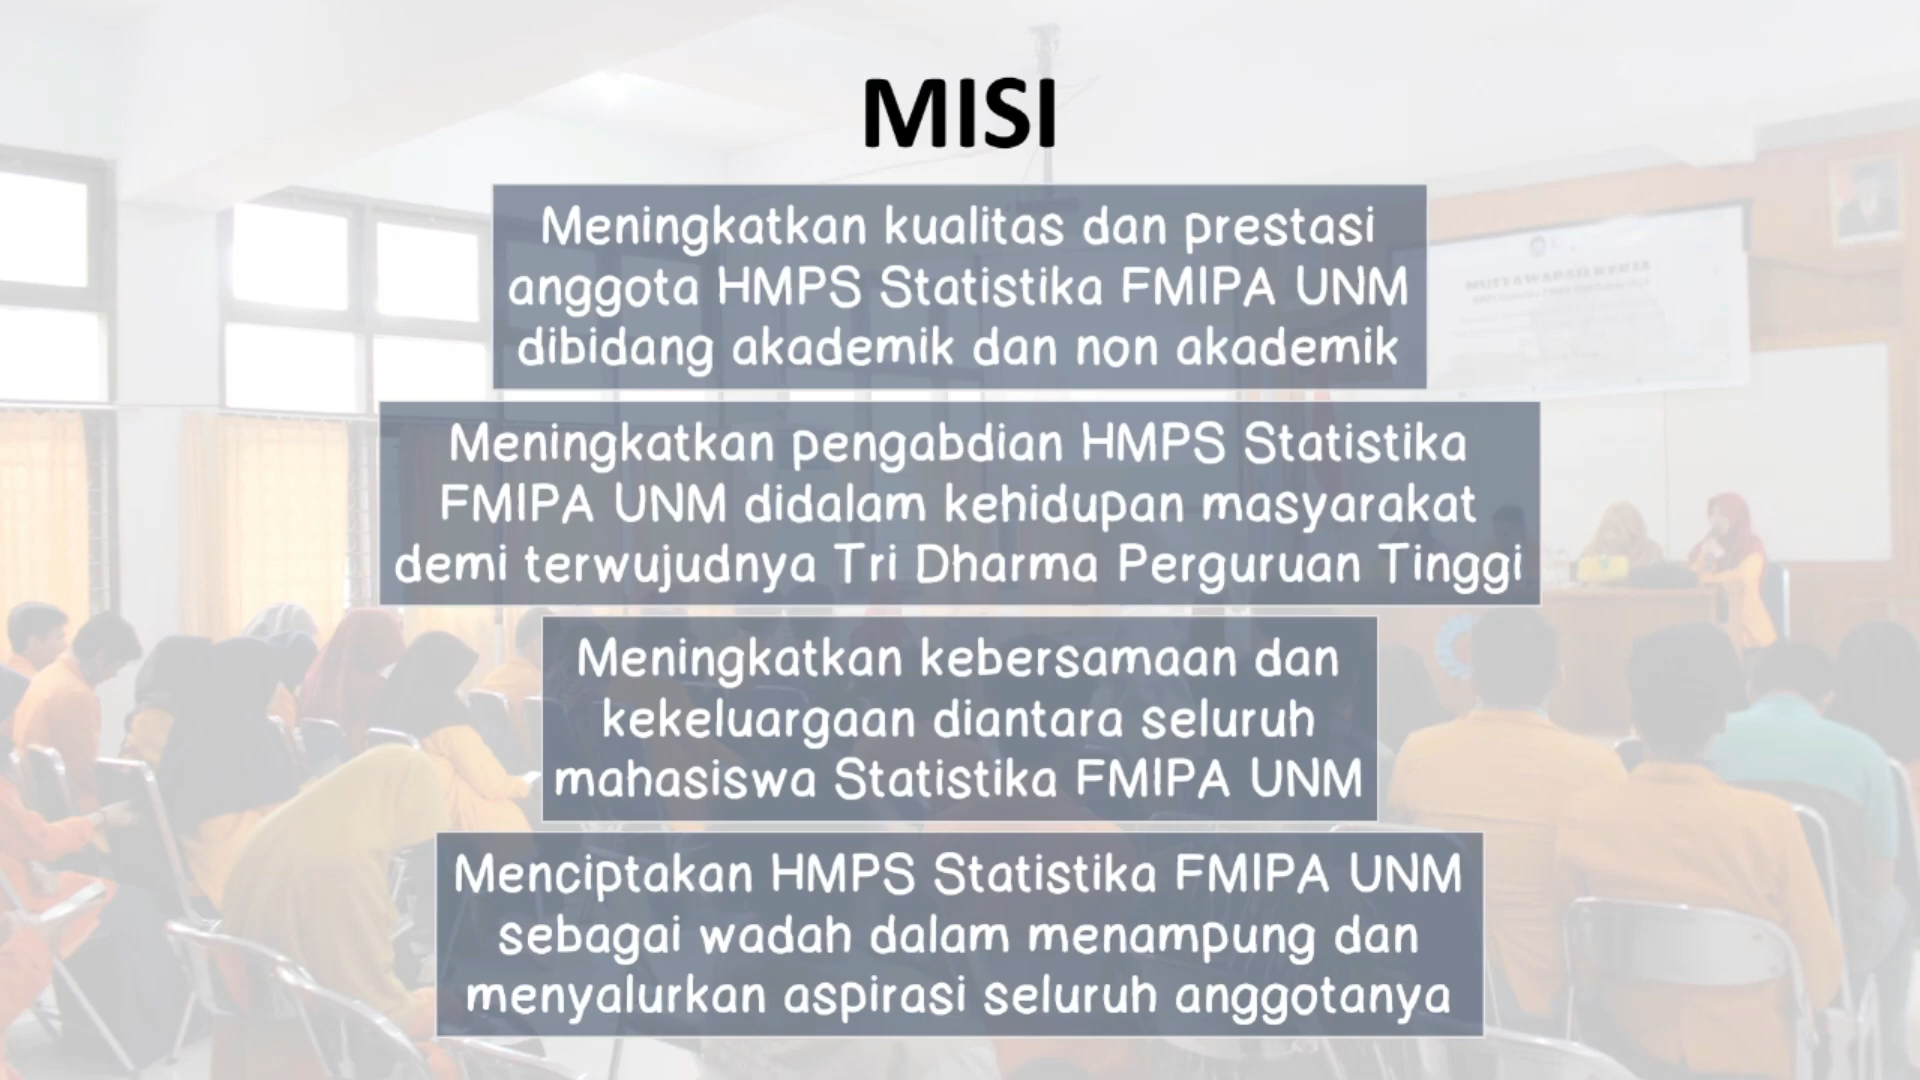 MISI
Meningkatkan kualitas dan prestasi
anggota HMPS Statistika FMIPA UNM
dibidang akademik dan non akademik
Meningkatkan pengabdian HMPS Statistika
FMIPA UNM didalam kehidupan masyarakat
demi terwujudnya Tri Dharma Perguruan Tinggi
Meningkatkan kebersamaan dan
kekeluargaan diantara seluruh
mahasiswa Statistika FMIPA UNM
Menciptakan HMPS Statistika FMIPA UNM
sebagai wadah dalam menampung dan
menyalurkan aspirasi seluruh anggotanya
MUSYAWARAH KERJA